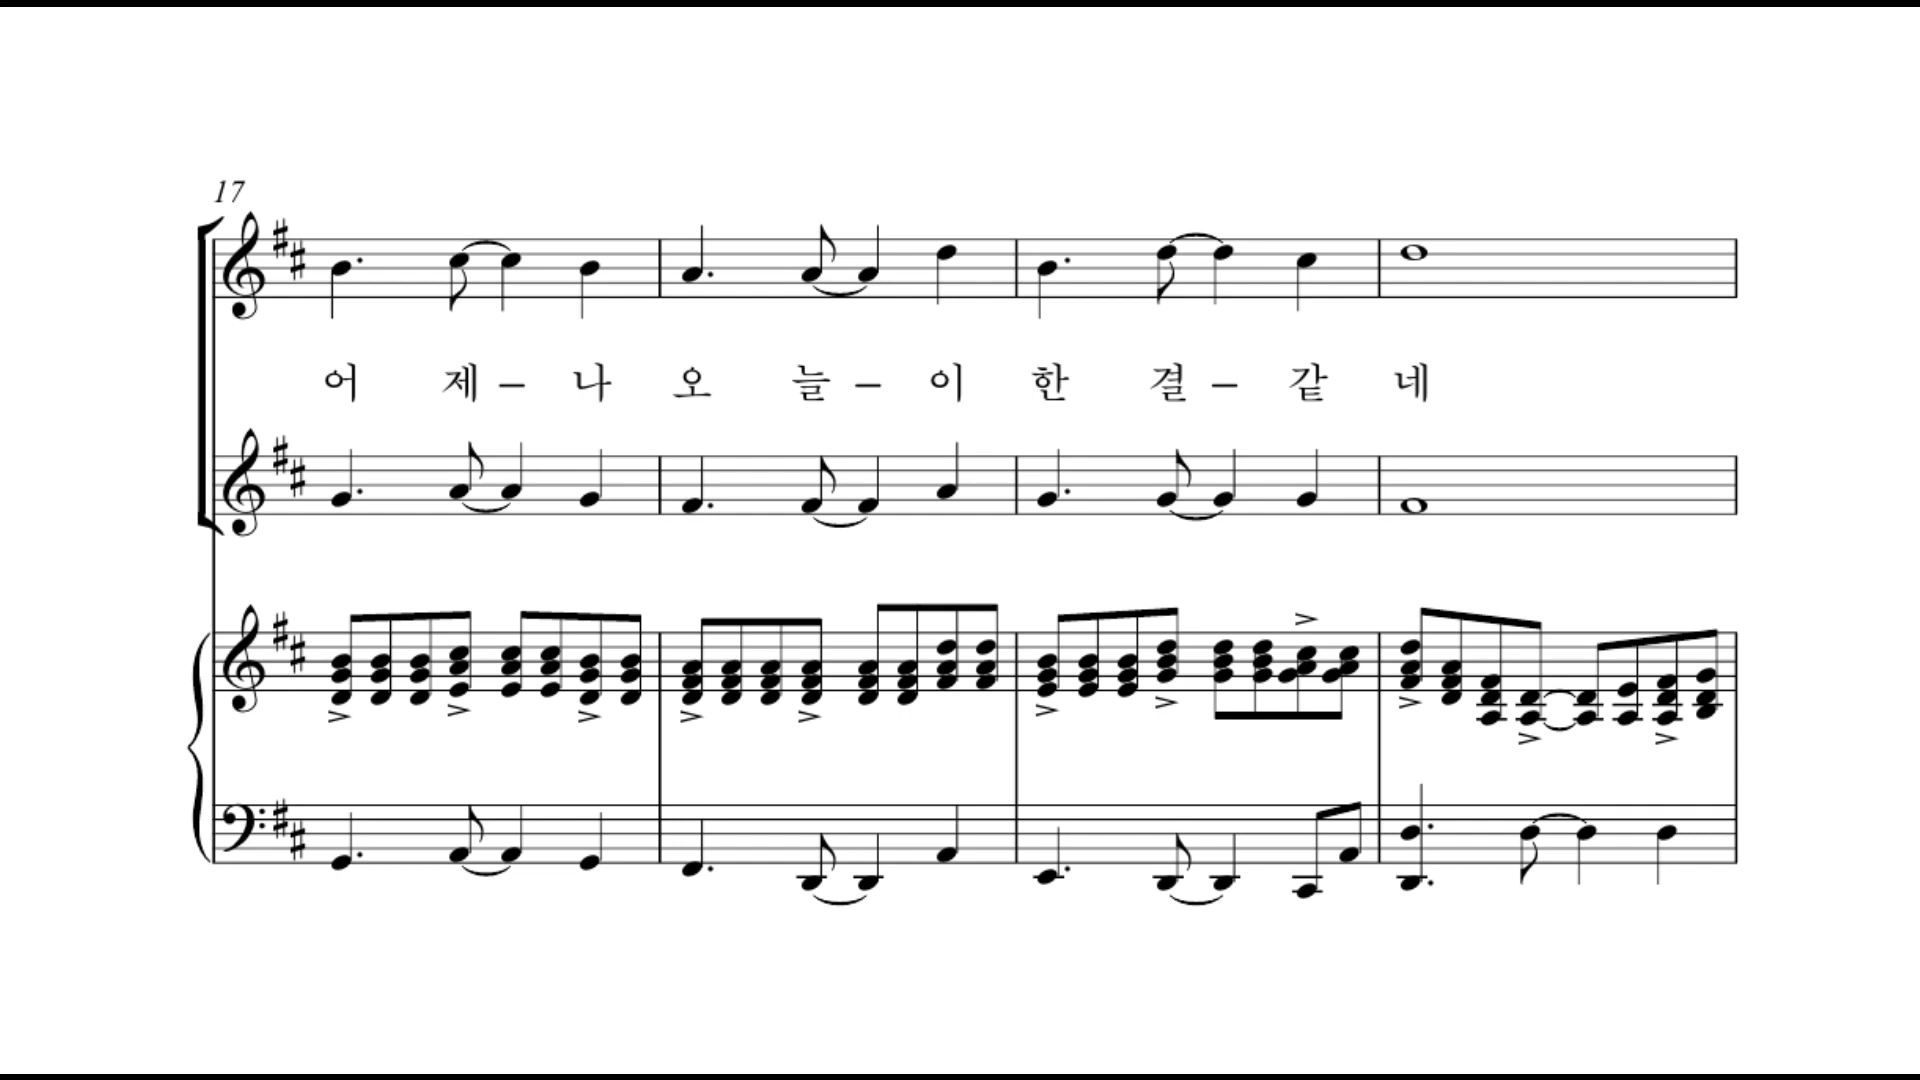 17
어 제 – 나 오 늘 – 이 한 결 – 같 네